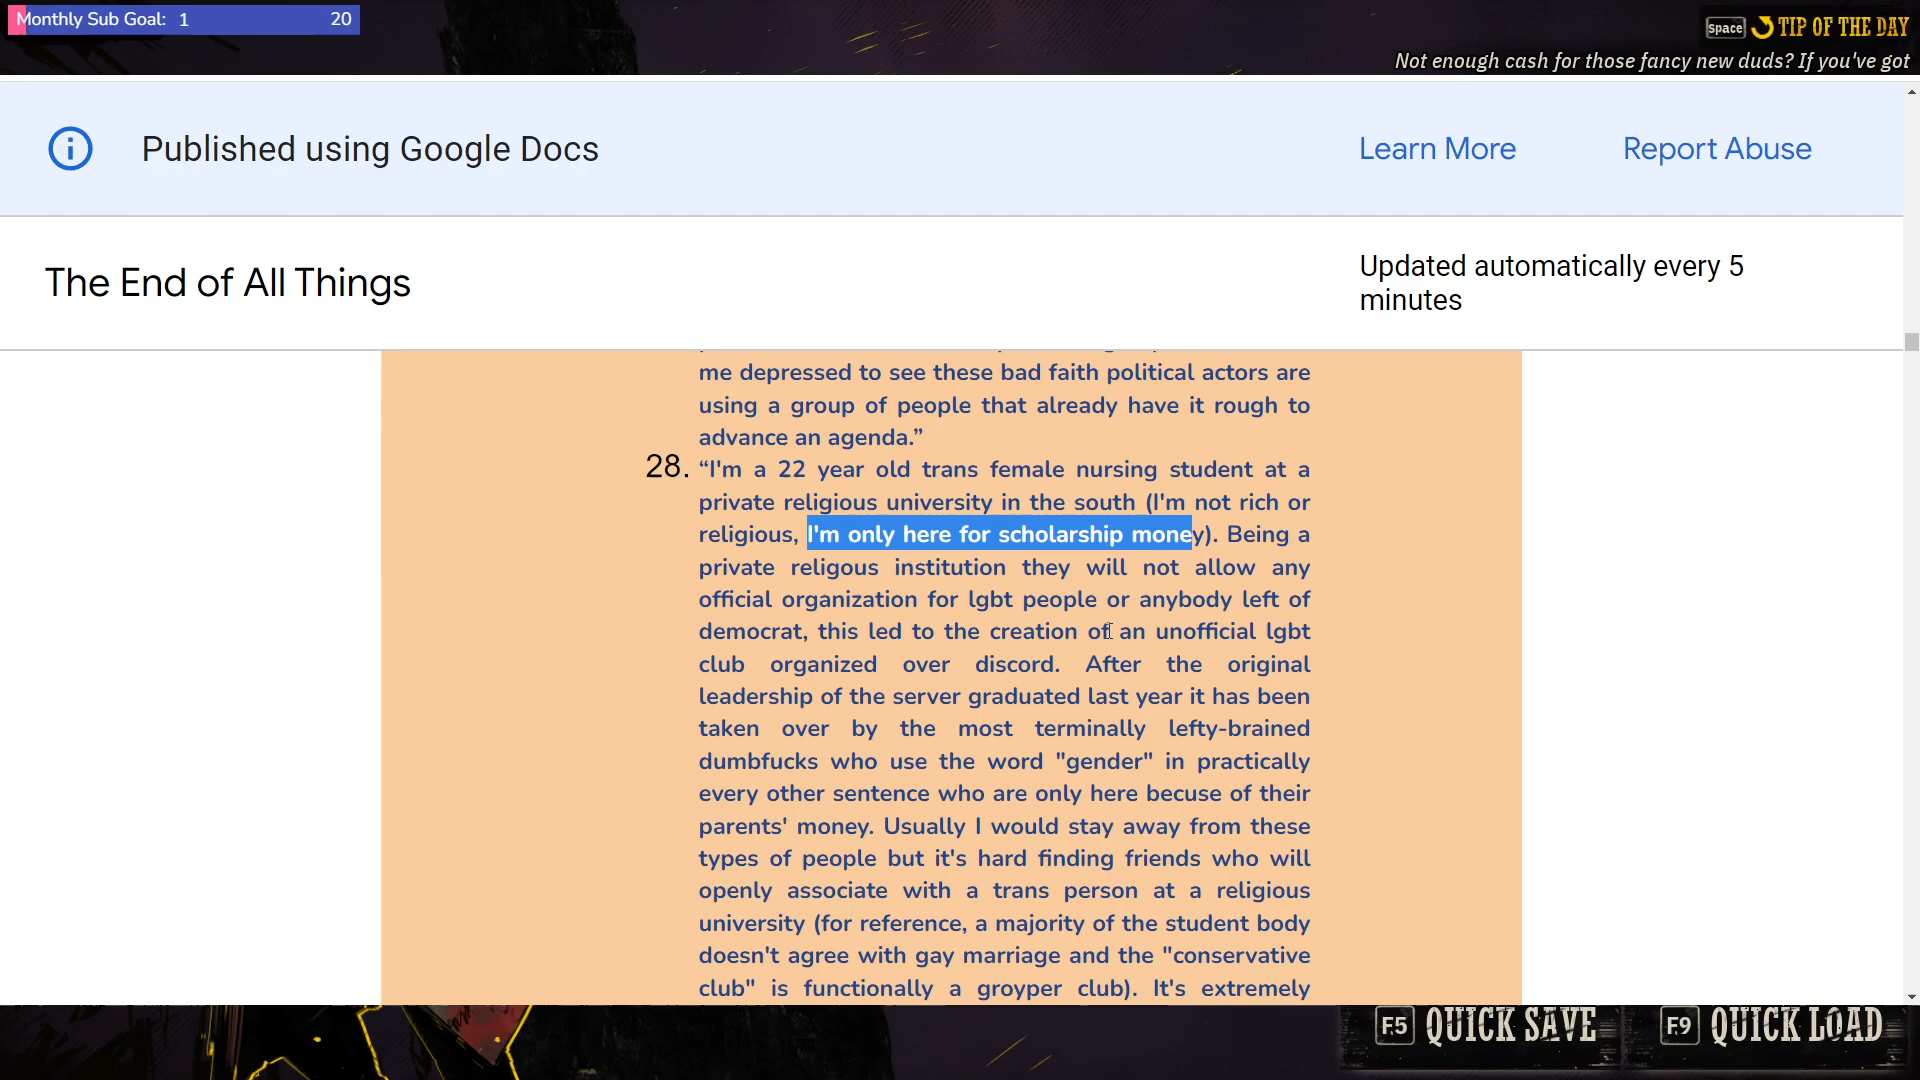 Monthly Sub Goal: 1 20
Space TIP OF THE DAY
Not enough cash for those fancy new duds? If you've got
Published using Google Docs
Learn More
Report Abuse
The End of All Things
Updated automatically every 5
minutes
me depressed to see these bad faith political actors are
using a group of people that already have it rough to
advance an agenda.”
28. “I'm a 22 year old trans female nursing student at a
private religious university in the south (I'm not rich or
religious, I'm only here for scholarship money). Being a
private religous institution they will not allow any
official organization for lgbt people or anybody left of
democrat, this led to the creation of an unofficial lgbt
club organized over discord. After the original
leadership of the server graduated last year it has been
taken over by the most terminally lefty-brained
dumbfucks who use the word "gender" in practically
every other sentence who are only here becuse of their
parents' money. Usually I would stay away from these
types of people but it's hard finding friends who will
openly associate with a trans person at a religious
university (for reference, a majority of the student body
doesn't agree with gay marriage and the "conservative
club" is functionally a groyper club). It's extremely
F5 QUICK SAVE
F9 QUICK LOAD